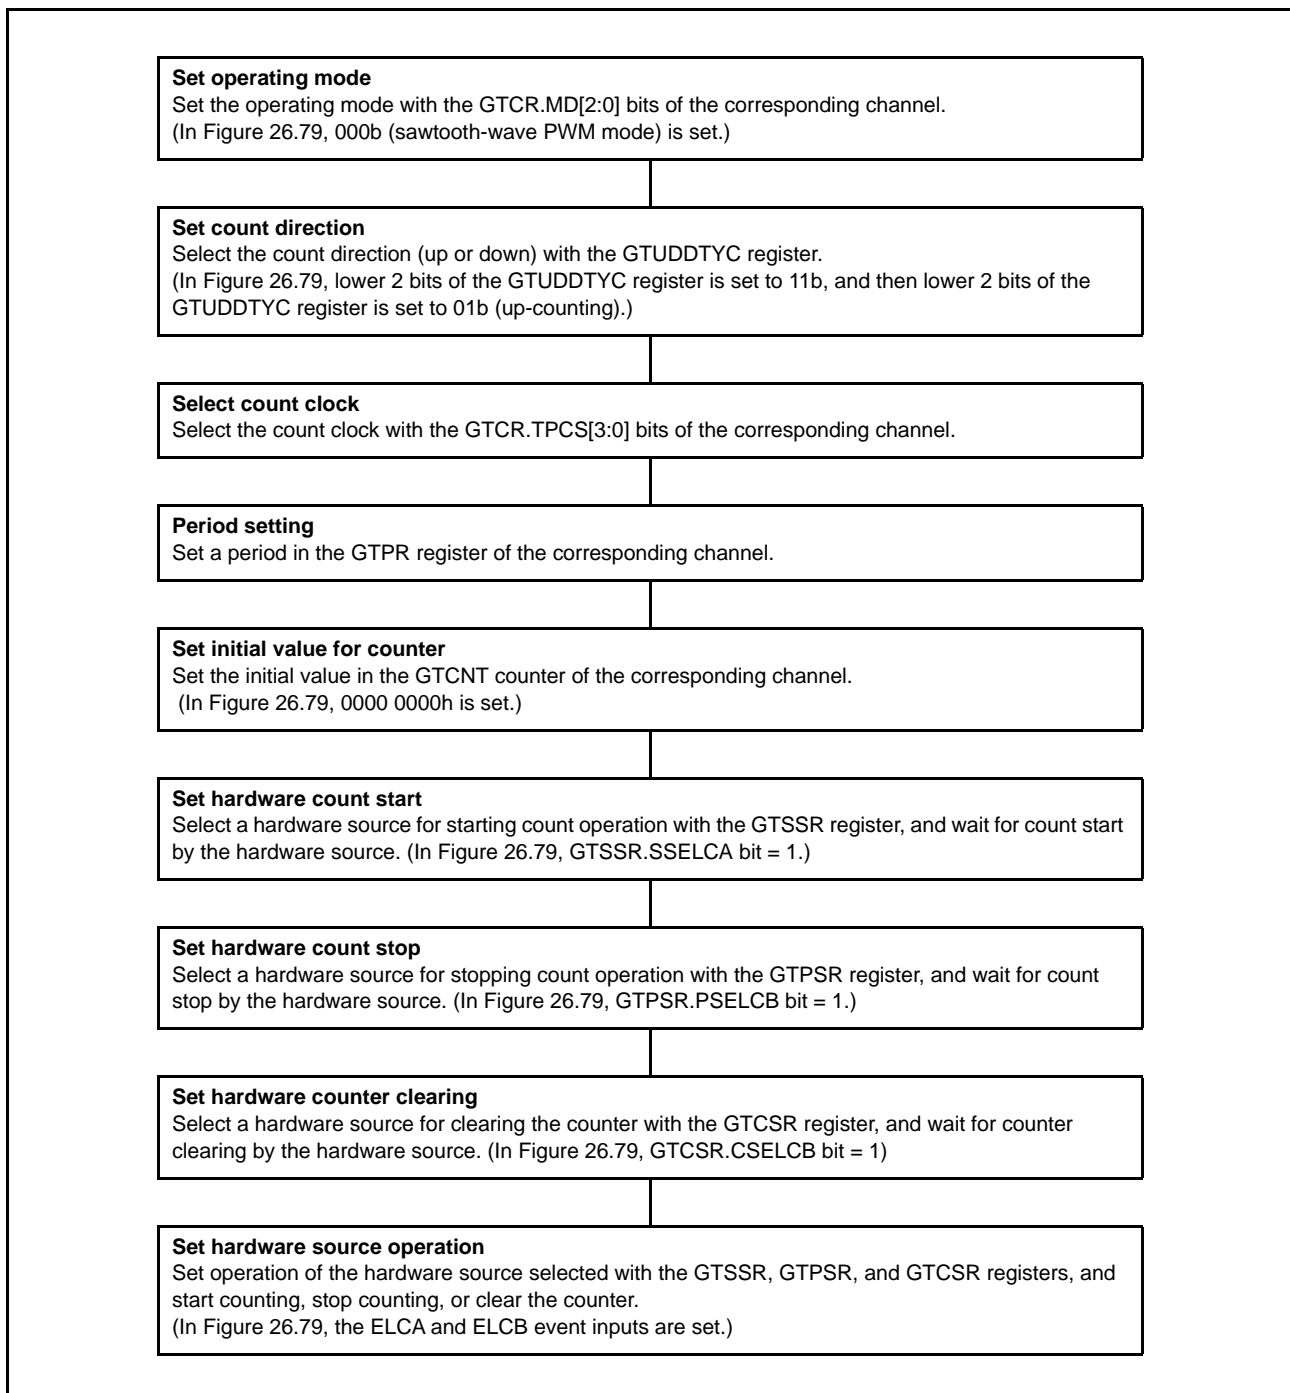 Set operating mode
Set the operating mode with the GTCR.MD[2:0] bits of the corresponding channel.
(In Figure 26.79, 000b (sawtooth-wave PWM mode) is set.)
Set count direction
Select the count direction (up or down) with the GTUDDTYC register.
(In Figure 26.79, lower 2 bits of the GTUDDTYC register is set to 11b, and then lower 2 bits of the
GTUDDTYC register is set to 01b (up-counting).)
Select count clock
Select the count clock with the GTCR.TPCS[3:0] bits of the corresponding channel.
Period setting
Set a period in the GTPR register of the corresponding channel.
Set initial value for counter
Set the initial value in the GTCNT counter of the corresponding channel.
(In Figure 26.79, 0000 0000h is set.)
Set hardware count start
Select a hardware source for starting count operation with the GTSSR register, and wait for count start
by the hardware source. (In Figure 26.79, GTSSR.SSELCA bit = 1.)
Set hardware count stop
Select a hardware source for stopping count operation with the GTPSR register, and wait for count
stop by the hardware source. (In Figure 26.79, GTPSR.PSELCB bit = 1.)
Set hardware counter clearing
Select a hardware source for clearing the counter with the GTCSR register, and wait for counter
clearing by the hardware source. (In Figure 26.79, GTCSR.CSELCB bit = 1)
Set hardware source operation
Set operation of the hardware source selected with the GTSSR, GTPSR, and GTCSR registers, and
start counting, stop counting, or clear the counter.
(In Figure 26.79, the ELCA and ELCB event inputs are set.)